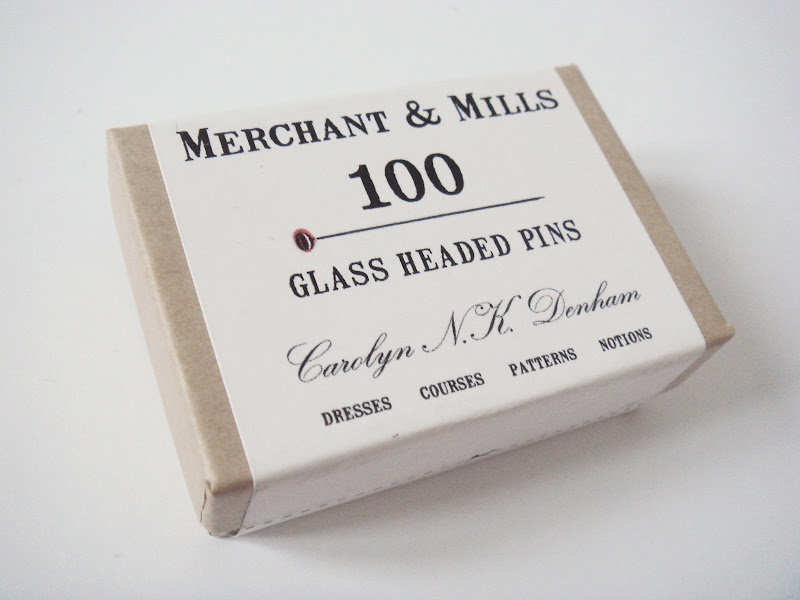 MERCHANT & MILLS
100
GLASS HEADED PINS
Carolyn N.K. Denham
DRESSES COURSES PATTERNS NOTIONS